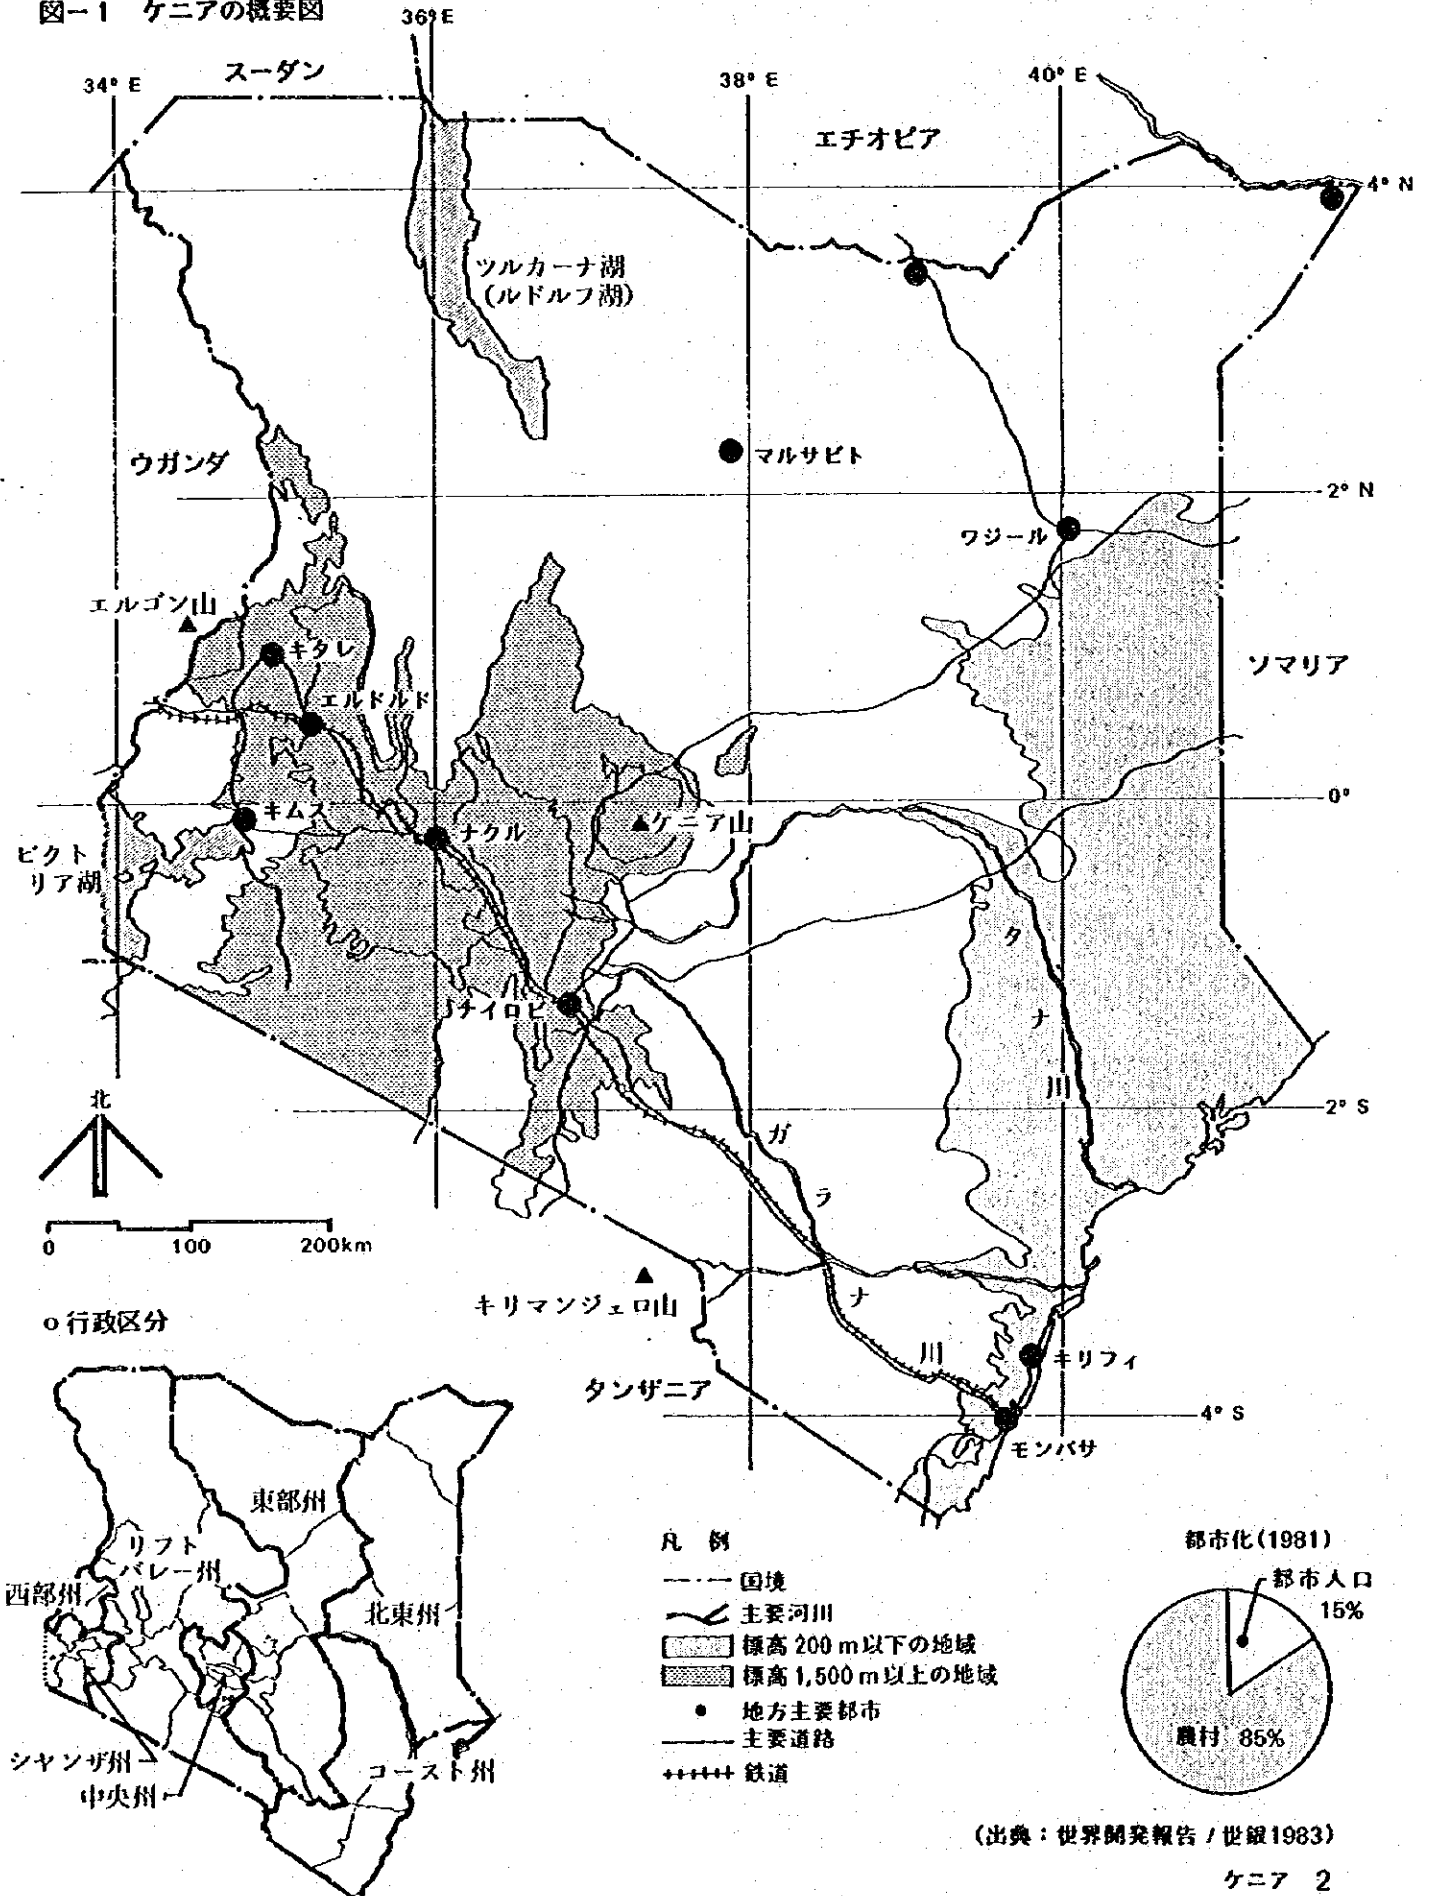 図-1 ケニアの概要図
36° E
34° E
スーダン
38° E
40° E
エチオピア
4° N
ツルカーナ湖
(ルドルフ湖)
ウガンダ
マルサビト
2° N
ワジール
エルゴン山
キタレ
ソマリア
エルドルド
0°
キムス
ナクル
ケニア山
ビクト
リア湖
タ
ナ
川
ナイロビ
北
2° S
ガ
ラ
ナ
川
0 100 200km
キリマンジェロ山
キリフィ
タンザニア
4° S
モンバサ
o 行政区分
東部州
リフト
バレー州
西部州
北東州
シャンザ州
中央州
コースト州
凡 例
国境
主要河川
標高 200 m以下の地域
標高 1,500 m以上の地域
地方主要都市
主要道路
鉄道
都市化(1981)
都市人口
15%
農村 85%
(出典：世界開発報告 / 世銀1983)
ケニア 2